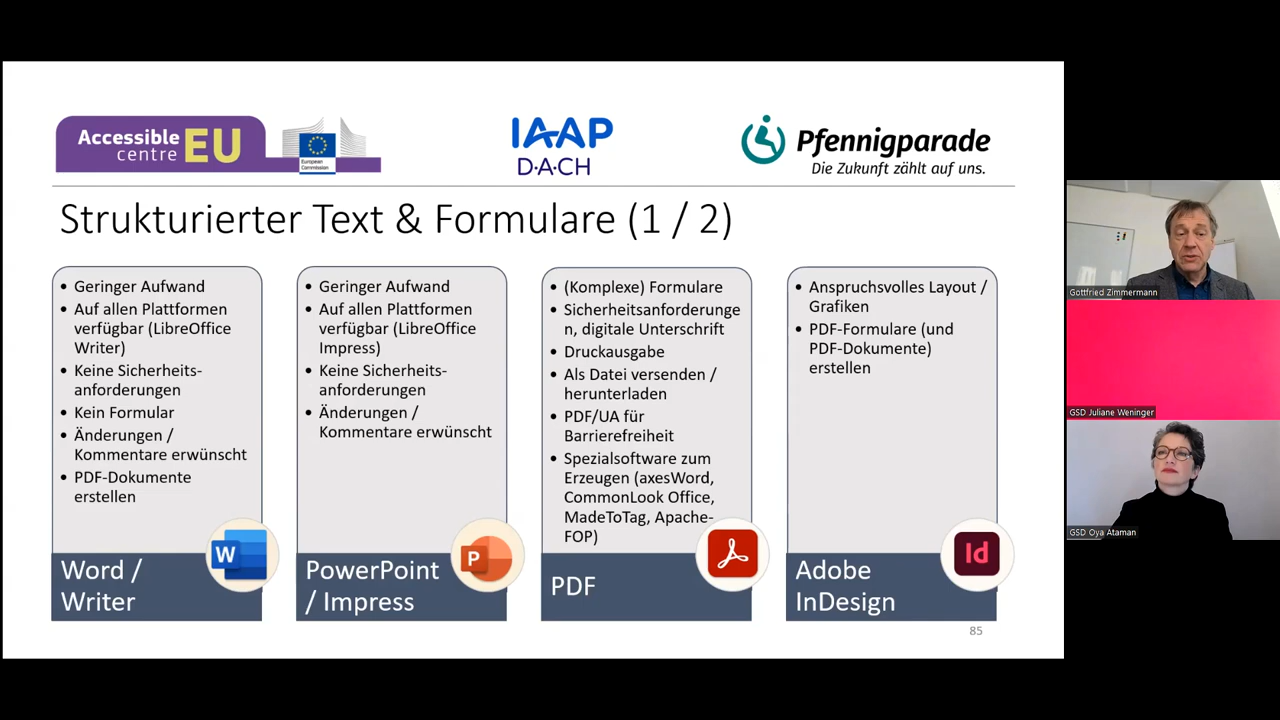 Accessible
centre
EU
European
Commission
IAAP
D·A·CH
Pfennigparade
Die Zukunft zählt auf uns.
Strukturierter Text & Formulare (1 / 2)
• Geringer Aufwand
• Auf allen Plattformen
verfügbar (LibreOffice
Writer)
• Keine Sicherheits-
anforderungen
• Kein Formular
• Änderungen /
Kommentare erwünscht
• PDF-Dokumente
erstellen
W
Word /
Writer
• Geringer Aufwand
• Auf allen Plattformen
verfügbar (LibreOffice
Impress)
• Keine Sicherheits-
anforderungen
• Änderungen /
Kommentare erwünscht
P
PowerPoint
/ Impress
• (Komplexe) Formulare
• Sicherheitsanforderunge
n, digitale Unterschrift
• Druckausgabe
• Als Datei versenden /
herunterladen
• PDF/UA für
Barrierefreiheit
• Spezialsoftware zum
Erzeugen (axesWord,
CommonLook Office,
MadeToTag, Apache-
FOP)
PDF
• Anspruchsvolles Layout /
Grafiken
• PDF-Formulare (und
PDF-Dokumente)
erstellen
Id
Adobe
InDesign
85
Gottfried Zimmermann
GSD Juliane Weninger
GSD Oya Ataman